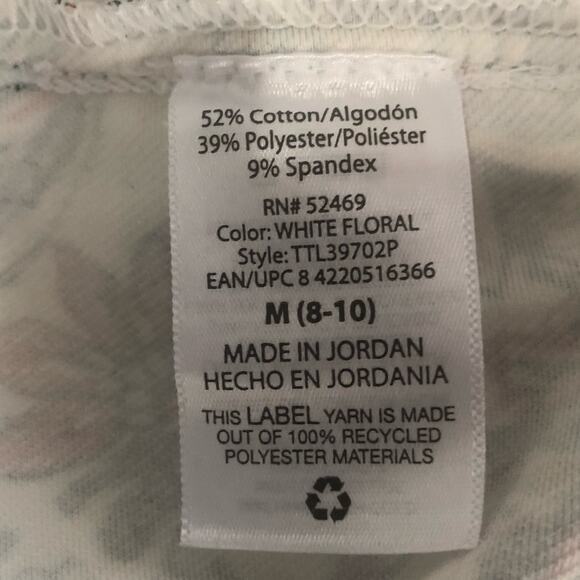 52% Cotton/Algodón
39% Polyester/Poliéster
9% Spandex
RN# 52469
Color: WHITE FLORAL
Style: TTL39702P
EAN/UPC 8 4220516366
M (8-10)
MADE IN JORDAN
HECHO EN JORDANIA
THIS LABEL YARN IS MADE
OUT OF 100% RECYCLED
POLYESTER MATERIALS